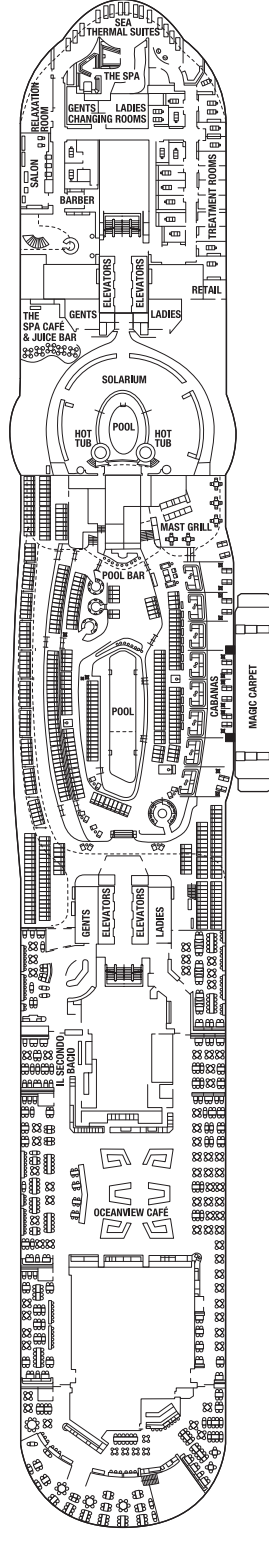 SEA
THERMAL SUITES
THE SPA
RELAXATION
ROOM
GENTS LADIES
CHANGING ROOMS
SALON
TREATMENT ROOMS
BARBER
ELEVATORS
ELEVATORS
RETAIL
THE
SPA CAFÉ
& JUICE BAR
GENTS
LADIES
SOLARIUM
POOL
HOT
TUB
HOT
TUB
MAST GRILL
POOL BAR
CABANAS
MAGIC CARPET
POOL
GENTS
ELEVATORS
ELEVATORS
LADIES
IL SECONDO
BACIO
OCEANVIEW CAFÉ